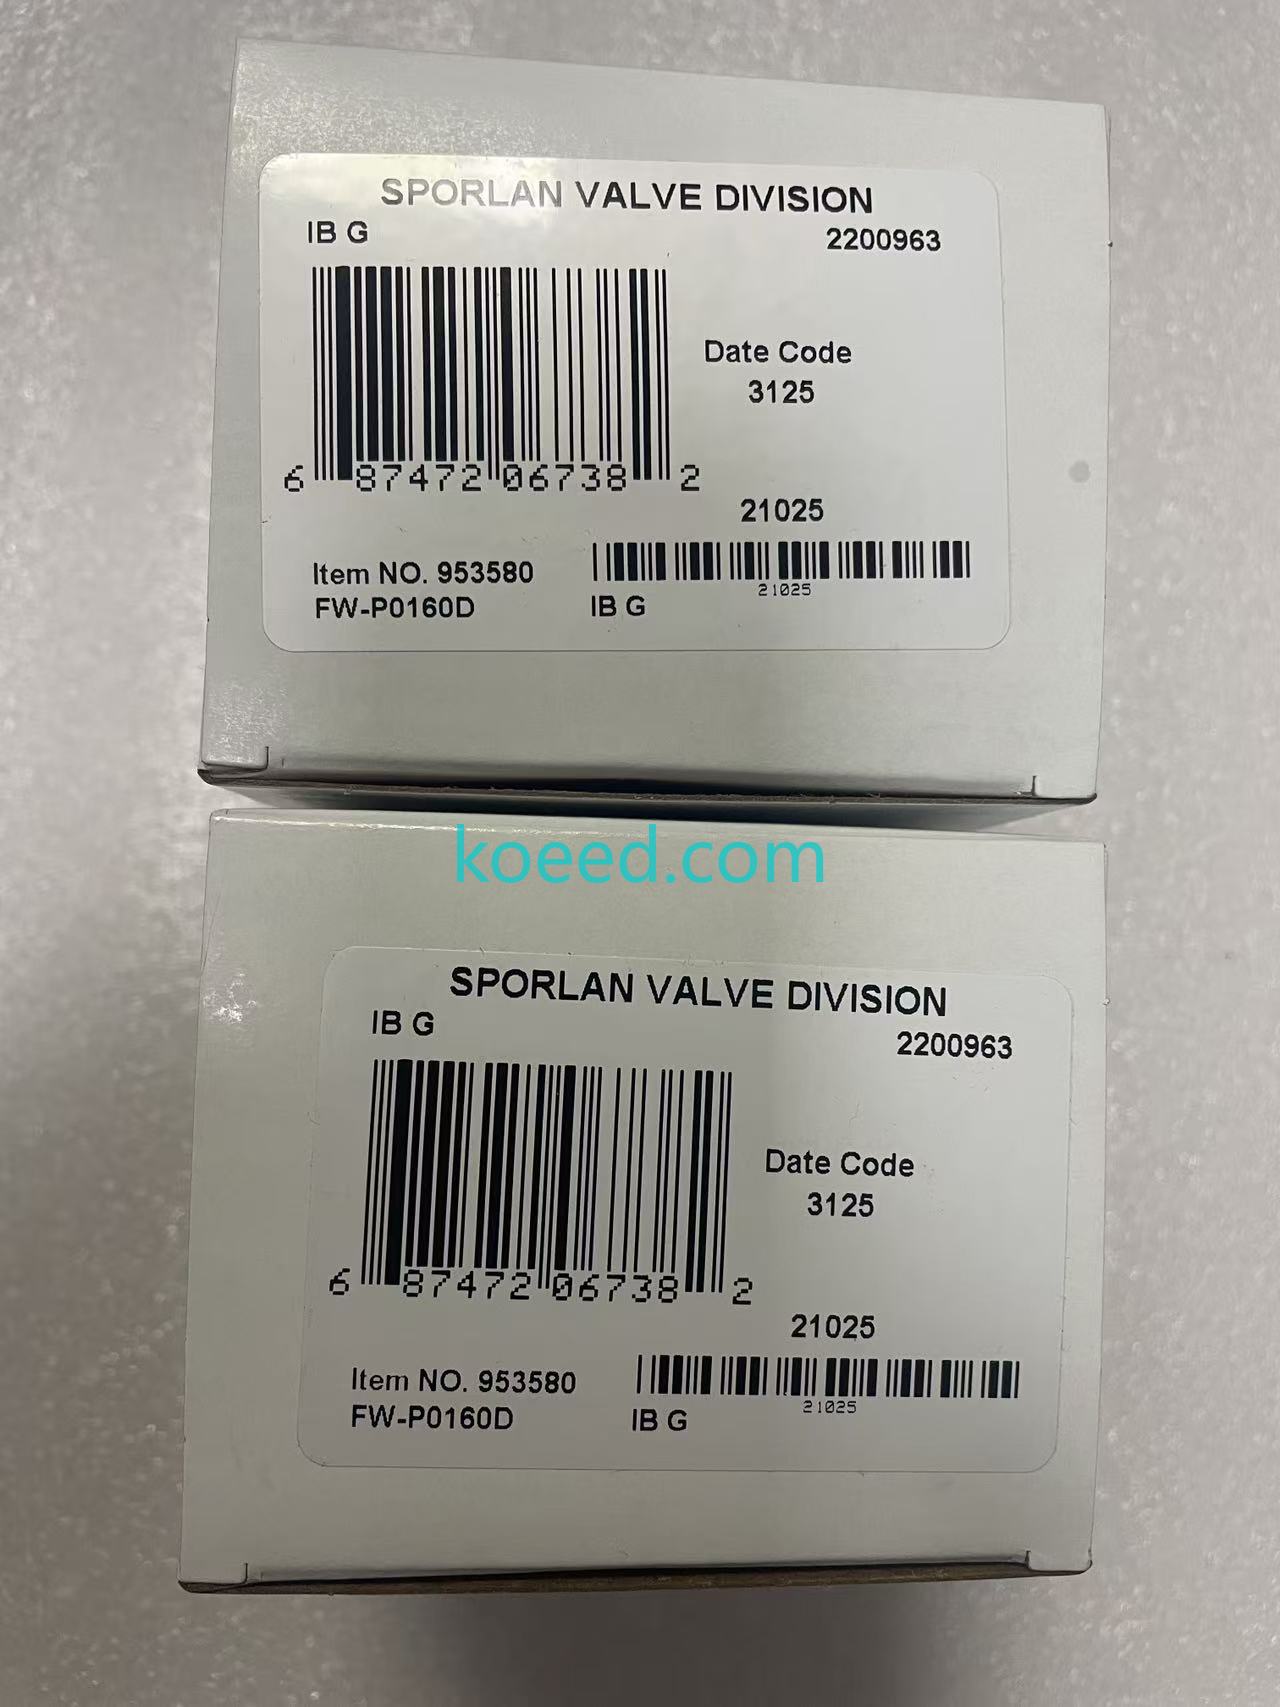 SPORLAN VALVE DIVISION
IB G
2200963
Date Code
3125
6 87472 06738 2
21025
Item NO. 953580
21025
FW-P0160D
IB G
koeed.com
SPORLAN VALVE DIVISION
IB G
2200963
Date Code
3125
6 87472 06738 2
21025
Item NO. 953580
21025
FW-P0160D
IB G